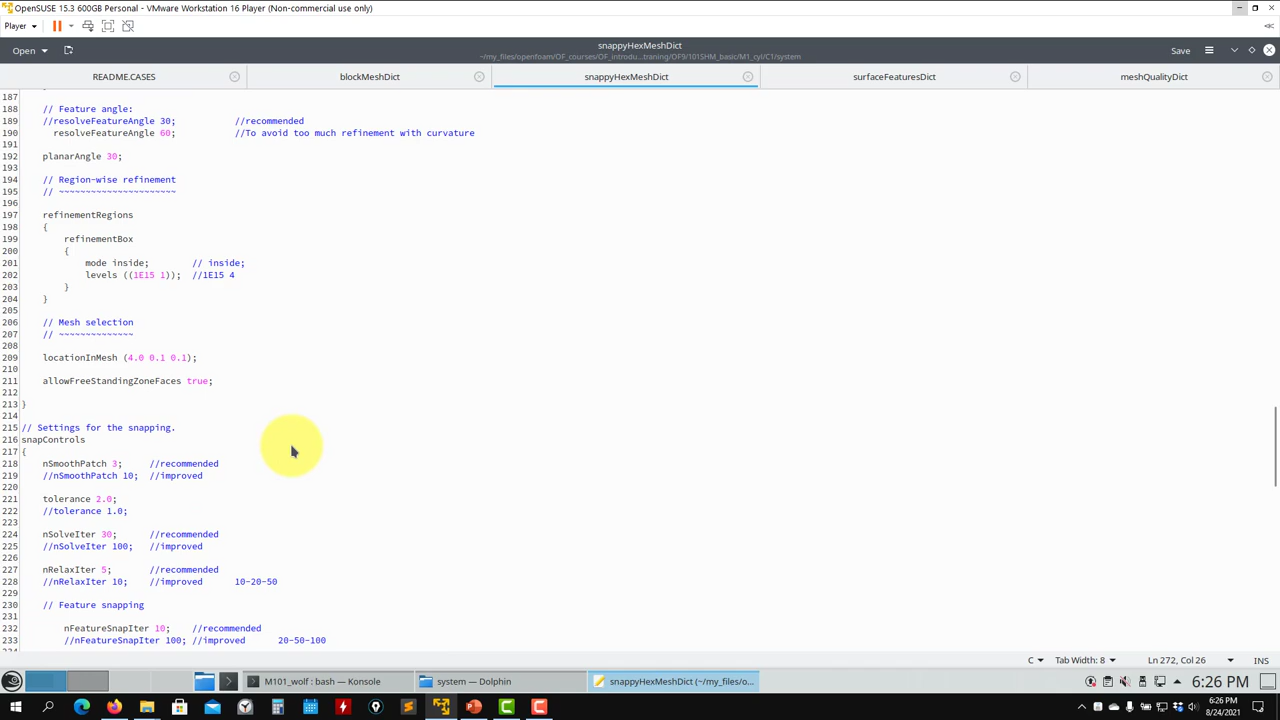 OpenSUSE 15.3 600GB Personal - VMware Workstation 16 Player (Non-commercial use only)
Player
Open
snappyHexMeshDict
~/my_files/openfoam/OF_courses/OF_introdu...traning/OF9/101SHM_basic/M1_cyl/C1/system
Save
README.CASES
blockMeshDict
snappyHexMeshDict
surfaceFeaturesDict
meshQualityDict
187
188 // Feature angle:
189 //resolveFeatureAngle 30; //recommended
190 resolveFeatureAngle 60; //To avoid too much refinement with curvature
191
192 planarAngle 30;
193
194 // Region-wise refinement
195 // ~~~~~~~~~~~~~~~~~~~~~~
196
197 refinementRegions
198 {
199 refinementBox
200 {
201 mode inside; // inside;
202 levels ((1E15 1)); //1E15 4
203 }
204 }
205
206 // Mesh selection
207 // ~~~~~~~~~~~~~~
208
209 locationInMesh (4.0 0.1 0.1);
210
211 allowFreeStandingZoneFaces true;
212
213 }
214
215 // Settings for the snapping.
216 snapControls
217 {
218 nSmoothPatch 3; //recommended
219 //nSmoothPatch 10; //improved
220
221 tolerance 2.0;
222 //tolerance 1.0;
223
224 nSolveIter 30; //recommended
225 //nSolveIter 100; //improved
226
227 nRelaxIter 5; //recommended
228 //nRelaxIter 10; //improved 10-20-50
229
230 // Feature snapping
231
232 nFeatureSnapIter 10; //recommended
233 //nFeatureSnapIter 100; //improved 20-50-100
C
Tab Width: 8
Ln 272, Col 26
INS
M101_wolf : bash — Konsole
system — Dolphin
snappyHexMeshDict (~/my_files/o...
6:26 PM
6:26 PM
8/24/2021